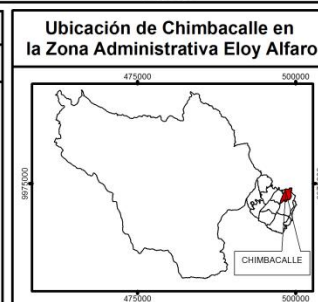 Ubicación de Chimbacalle en
la Zona Administrativa Eloy Alfaro
475000
500000
9975000
CHIMBACALLE
475000
500000